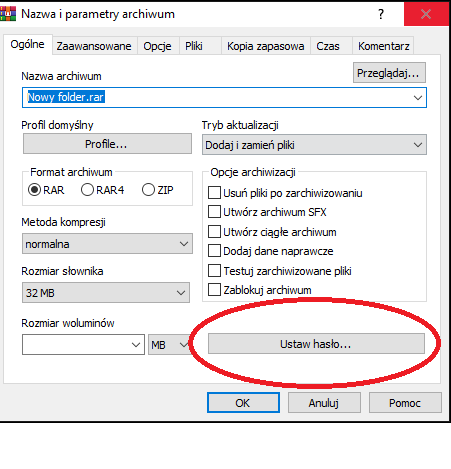 Nazwa i parametry archiwum
?
Ogólne Zaawansowane Opcje Pliki Kopia zapasowa Czas Komentarz
Nazwa archiwum
Przeglądaj...
Nowy folder.rar
Profil domyślny
Profile...
Tryb aktualizacji
Dodaj i zamień pliki
Format archiwum
RAR RAR4 ZIP
Metoda kompresji
normalna
Rozmiar słownika
32 MB
Opcje archiwizacji
Usuń pliki po zarchiwizowaniu
Utwórz archiwum SFX
Utwórz ciągłe archiwum
Dodaj dane naprawcze
Testuj zarchiwizowane pliki
Zablokuj archiwum
Rozmiar woluminów
MB
Ustaw hasło...
OK Anuluj Pomoc